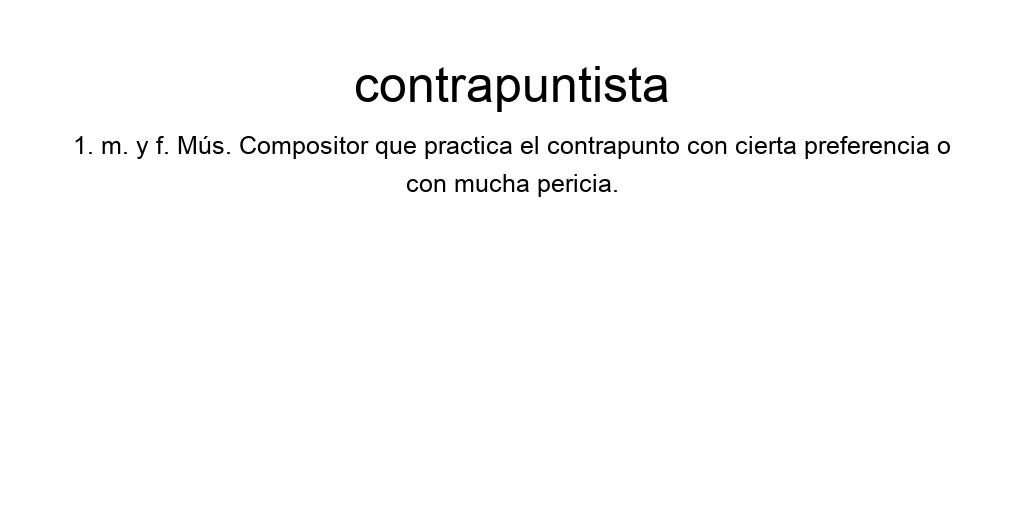 contrapuntista
1. m. y f. Mús. Compositor que practica el contrapunto con cierta preferencia o
con mucha pericia.